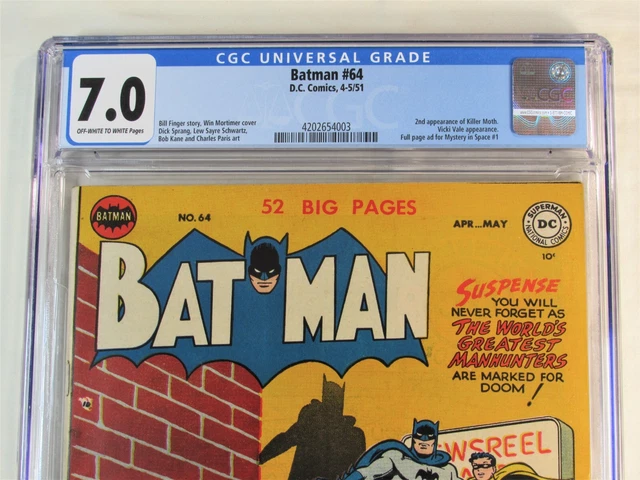 CGC UNIVERSAL GRADE
7.0
OFF-WHITE TO WHITE Pages
Batman #64
D.C. Comics, 4-5/51
Bill Finger story, Win Mortimer cover
Dick Sprang, Lew Sayre Schwartz,
Bob Kane and Charles Paris art
4202654003
2nd appearance of Killer Moth.
Vicki Vale appearance.
Full page ad for Mystery in Space #1
CGC
BATMAN
NO. 64
52 BIG PAGES
APR...MAY
SUPERMAN
DC
NATIONAL COMICS
10¢
BATMAN
SUSPENSE
YOU WILL
NEVER FORGET AS
THE WORLD'S
GREATEST
MANHUNTERS
ARE MARKED FOR
DOOM!
WSREEL